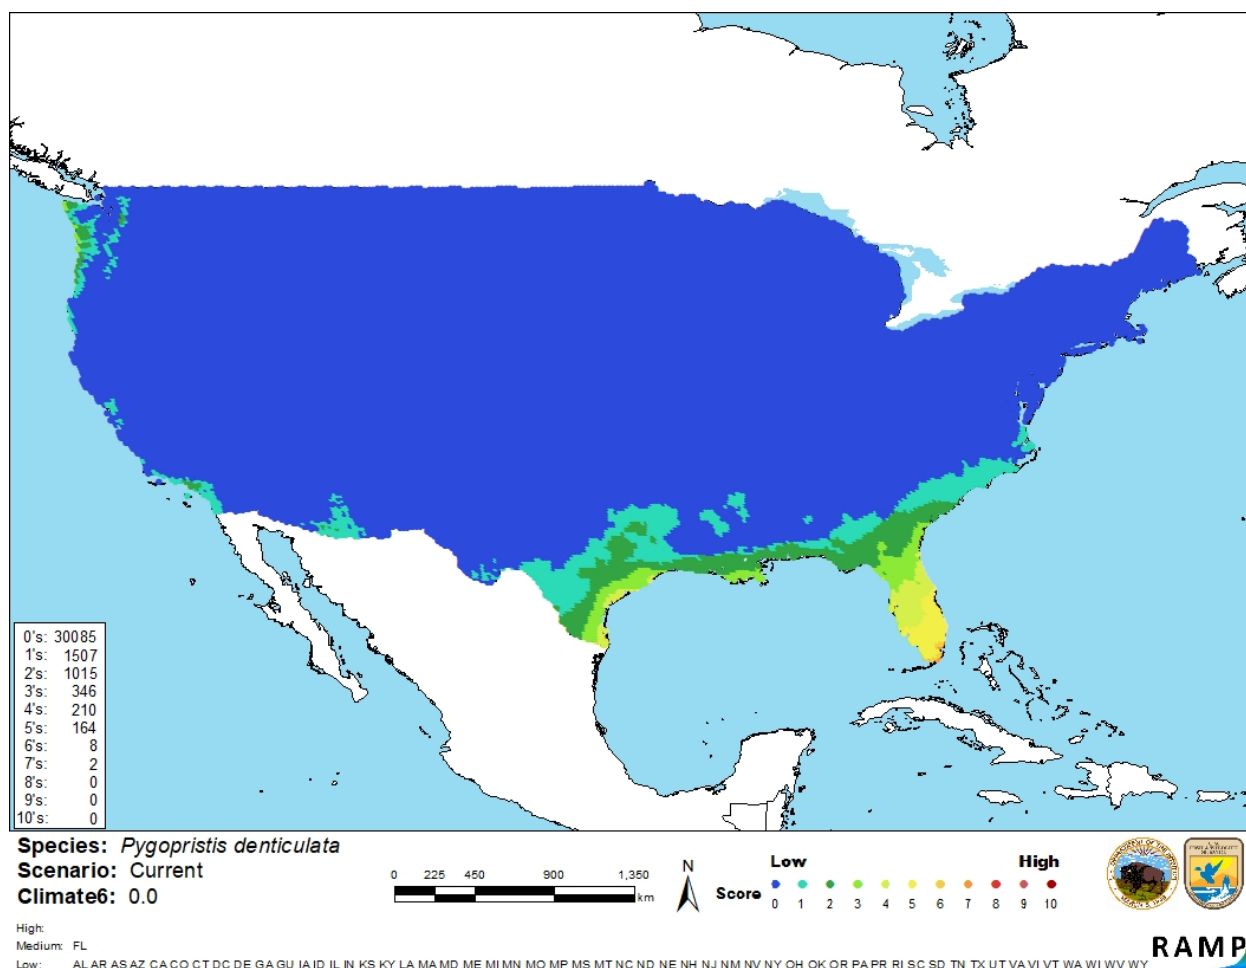 0's: 30085
1's: 1507
2's: 1015
3's: 346
4's: 210
5's: 164
6's: 8
7's: 2
8's: 0
9's: 0
10's: 0
Species: Pygopristis denticulata
Scenario: Current
Climate6: 0.0
0 225 450 900 1,350
km
N
Low High
Score 0 1 2 3 4 5 6 7 8 9 10
High:
Medium: FL
Low: AL AR AS AZ CA CO CT DC DE GA GU IA ID IL IN KS KY LA MA MD ME MI MN MO MP MS MT NC ND NE NH NJ NM NV NY OH OK OR PA PR RI SC SD TN TX UT VA VI VT WA WI WV WY
RAMP